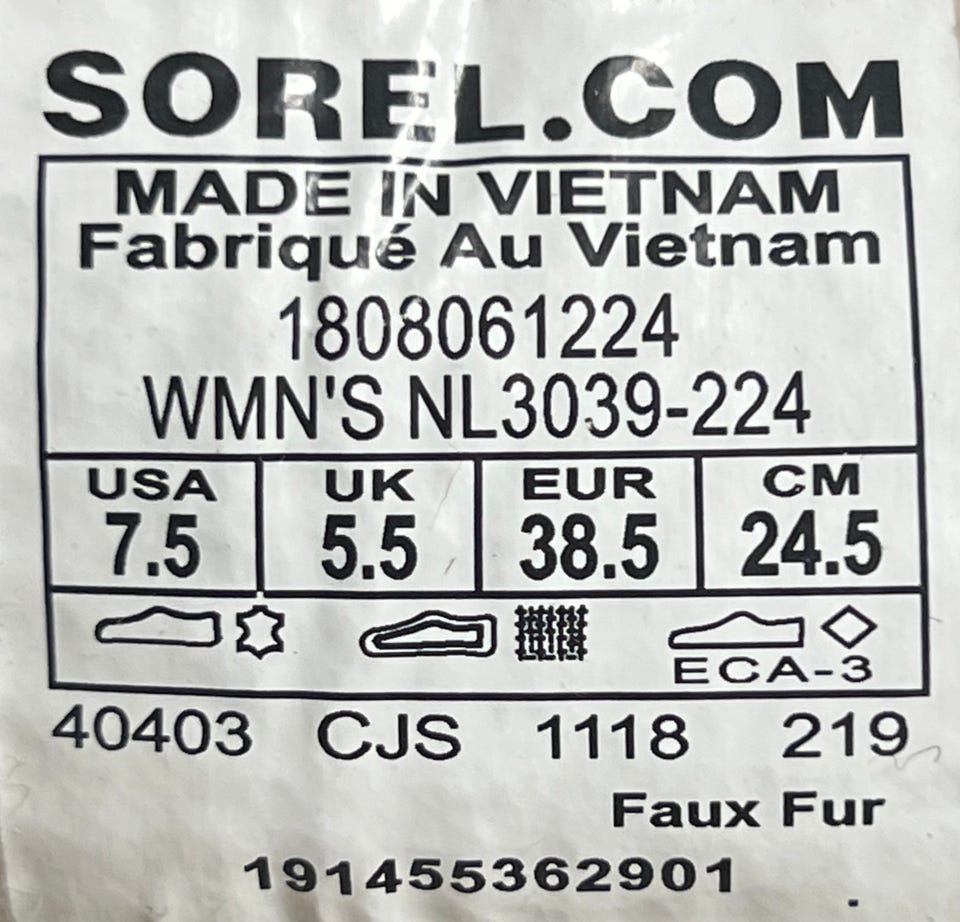 SOREL.COM
MADE IN VIETNAM
Fabriqué Au Vietnam
1808061224
WMN'S NL3039-224
USA UK EUR CM
7.5 5.5 38.5 24.5
ECA-3
40403 CJS 1118 219
Faux Fur
191455362901